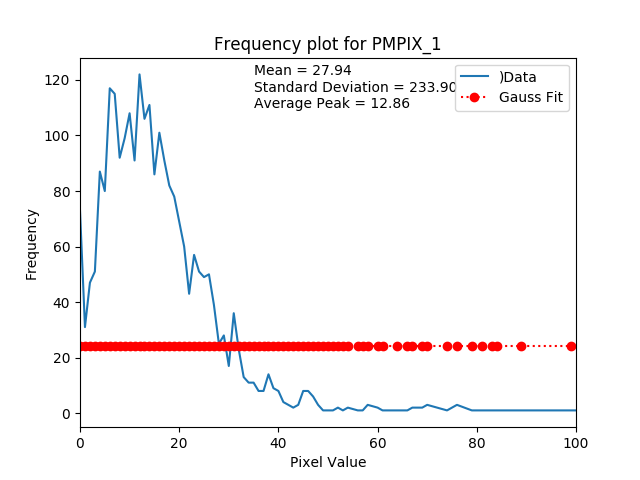 Frequency plot for PMPIX_1
Mean = 27.94
Standard Deviation = 233.90
Average Peak = 12.86
)Data
Gauss Fit
Frequency
120
100
80
60
40
20
0
0 20 40 60 80 100
Pixel Value